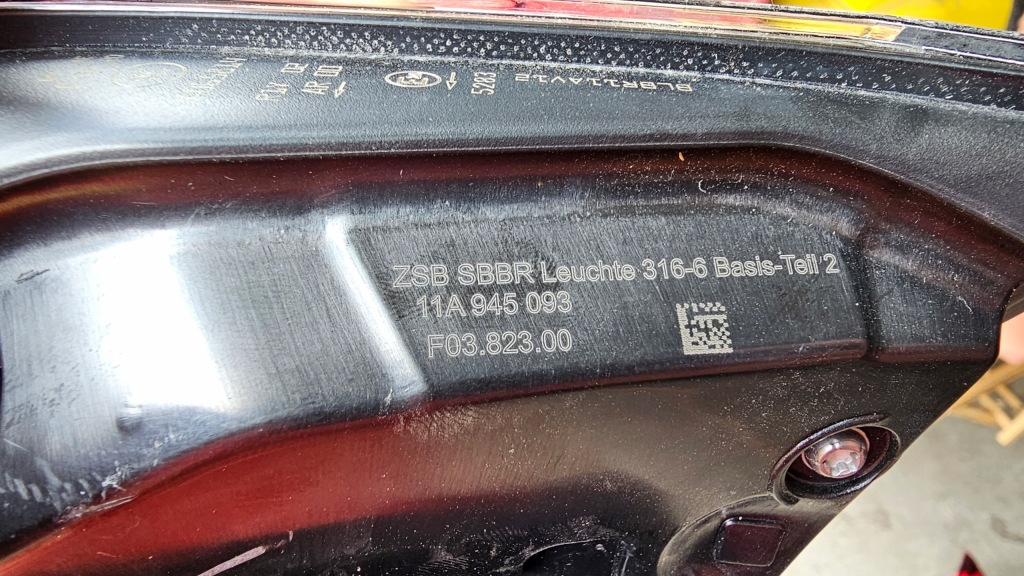 ZSB SBBR Leuchte 316-6 Basis-Teil 2
11A 945 093
F03.823.00